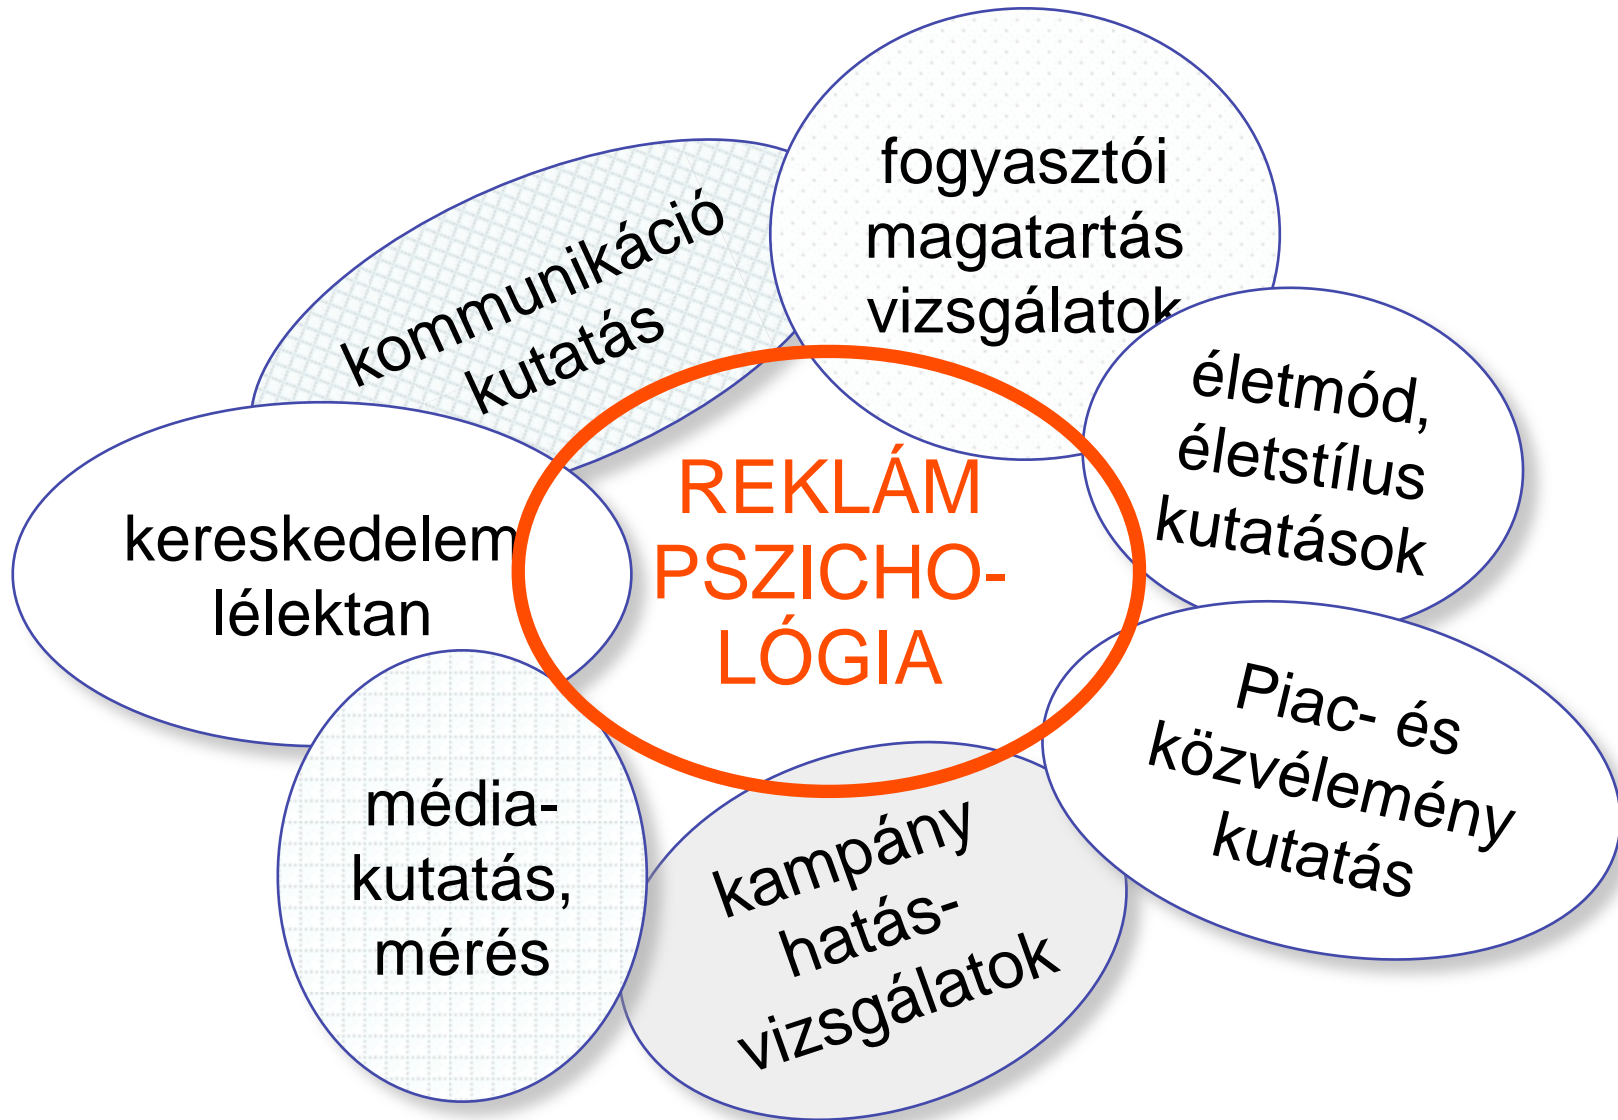 kommunikáció
kutatás
fogyasztói
magatartás
vizsgálatok
életmód,
életstílus
kutatások
kereskedelem
lélektan
REKLÁM
PSZICHO-
LÓGIA
Piac- és
közvélemény
kutatás
média-
kutatás,
mérés
kampány
hatás-
vizsgálatok